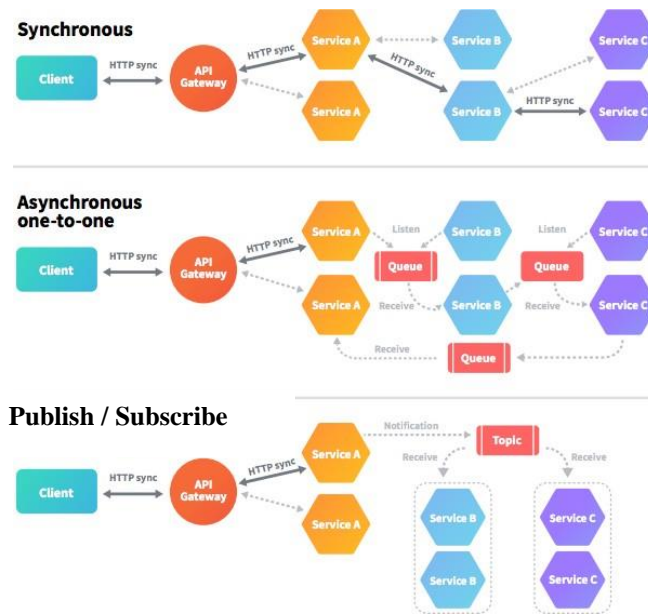 Synchronous
Client
HTTP sync
API
Gateway
HTTP sync
Service A
Service A
HTTP sync
Service B
Service B
HTTP sync
Service C
Service C
Asynchronous
one-to-one
Client
HTTP sync
API
Gateway
HTTP sync
Service A
Service A
Listen
Queue
Receive
Service B
Service B
Listen
Queue
Receive
Service C
Service C
Receive
Queue
Publish / Subscribe
Client
HTTP sync
API
Gateway
HTTP sync
Service A
Service A
Notification
Topic
Receive
Receive
Service B
Service B
Service C
Service C